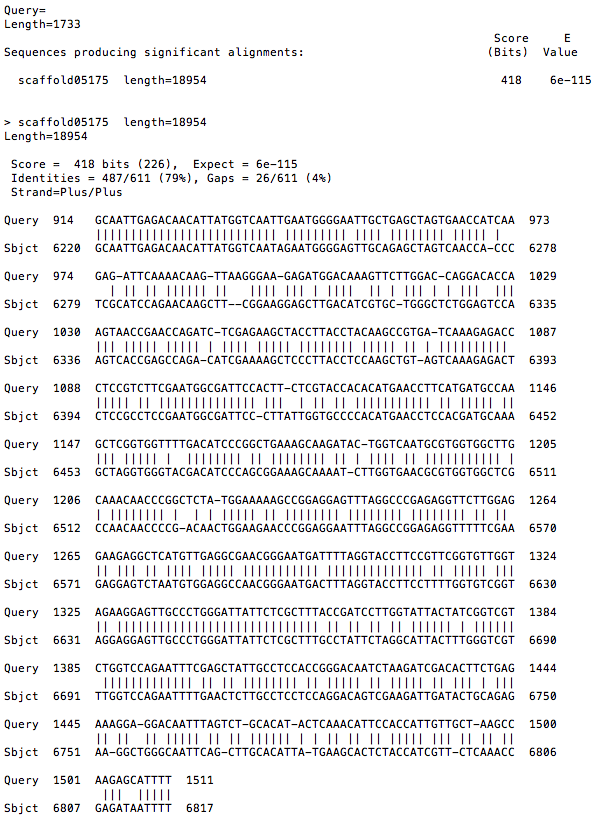 Query=
Length=1733
Score E
Sequences producing significant alignments: (Bits) Value
scaffold05175 length=18954 418 6e-115
> scaffold05175 length=18954
Length=18954
Score = 418 bits (226), Expect = 6e-115
Identities = 487/611 (79%), Gaps = 26/611 (4%)
Strand=Plus/Plus
Query 914 GCAATTGAGACAACATTATGGTCAATTGAATGGGGAATTGCTGAGCTAGTGAACCATCAA 973
Sbjct 6220 GCAATTGAGACAACATTATGGTCAATAGAATGGGGAGTTGCAGAGCTAGTCAACCA-CCC 6278
Query 974 GAG-ATTCAAAACAAG-TTAAGGGAA-GAGATGGACAAAGTTCTTGGAC-CAGGACACCA 1029
Sbjct 6279 TCGCATCCAGAACAAGCTT--CGGAAGGAGCTTGACATCGTGC-TGGGCTCTGGAGTCCA 6335
Query 1030 AGTAACCGAACCAGATC-TCGAGAAGCTACCTTACCTACAAGCCGTGA-TCAAAGAGACC 1087
Sbjct 6336 AGTCACCGAGCCAGA-CATCGAAAAGCTCCCTTACCTCCAAGCTGT-AGTCAAAGAGACT 6393
Query 1088 CTCCGTCTTCGAATGGCGATTCCACTT-CTCGTACCACACATGAACCTTCATGATGCCAA 1146
Sbjct 6394 CTCCGCCTCCGAATGGCGATTCC-CTTATTGGTGCCCCACATGAACCTCCACGATGCAAA 6452
Query 1147 GCTCGGTGGTTTTGACATCCCGGCTGAAAGCAAGATAC-TGGTCAATGCGTGGTGGCTTG 1205
Sbjct 6453 GCTAGGTGGGTACGACATCCCAGCGGAAAGCAAAAT-CTTGGTGAACGCGTGGTGGCTCG 6511
Query 1206 CAAACAACCCGGCTCTA-TGGAAAAAGCCGGAGGAGTTTAGGCCCGAGAGGTTCTTGGAG 1264
Sbjct 6512 CCAACAACCCCG-ACAACTGGAAGAACCCGGAGGAATTTAGGCCGGAGAGGTTTTTCGAA 6570
Query 1265 GAAGAGGCTCATGTTGAGGCGAACGGGAATGATTTTAGGTACCTTCCGTTCGGTGTTGGT 1324
Sbjct 6571 GAGGAGTCTAATGTGGAGGCCAACGGGAATGACTTTAGGTACCTTCCTTTTGGTGTCGGT 6630
Query 1325 AGAAGGAGTTGCCCTGGGATTATTCTCGCTTTACCGATCCTTGGTATTACTATCGGTCGT 1384
Sbjct 6631 AGGAGGAGTTGCCCTGGGATTATTCTCGCTTTGCCTATTCTAGGCATTACTTTGGGTCGT 6690
Query 1385 CTGGTCCAGAATTTCGAGCTATTGCCTCCACCGGGACAATCTAAGATCGACACTTCTGAG 1444
Sbjct 6691 TTGGTCCAGAATTTTGAACTCTTGCCTCCTCCAGGACAGTCGAAGATTGATACTGCAGAG 6750
Query 1445 AAAGGA-GGACAATTTAGTCT-GCACAT-ACTCAAACATTCCACCATTGTTGCT-AAGCC 1500
Sbjct 6751 AA-GGCTGGGCAATTCAG-CTTGCACATTA-TGAAGCACTCTACCATCGTT-CTCAAACC 6806
Query 1501 AAGAGCATTTT 1511
Sbjct 6807 GAGATAATTTT 6817